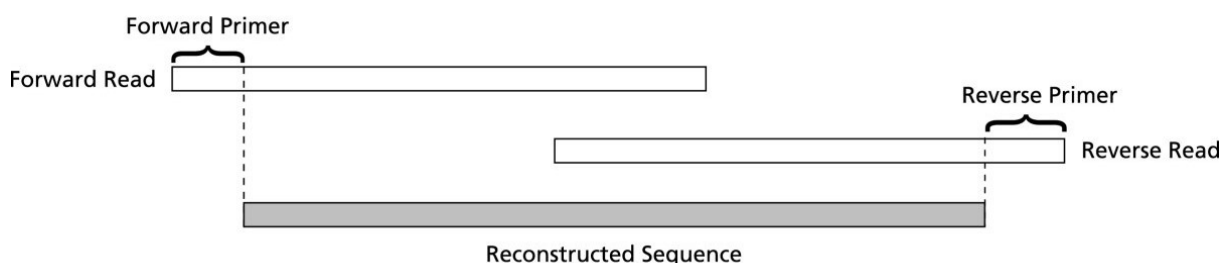 Forward Primer
Forward Read
Reverse Primer
Reverse Read
Reconstructed Sequence